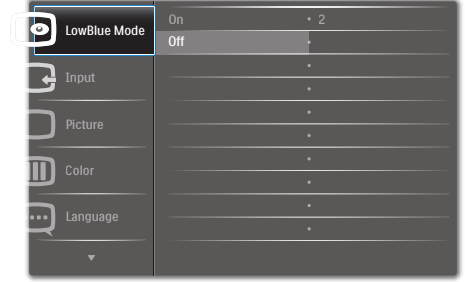 LowBlue Mode
On • 2
Off •
•
Input
•
•
Picture
•
•
Color
•
•
Language
•